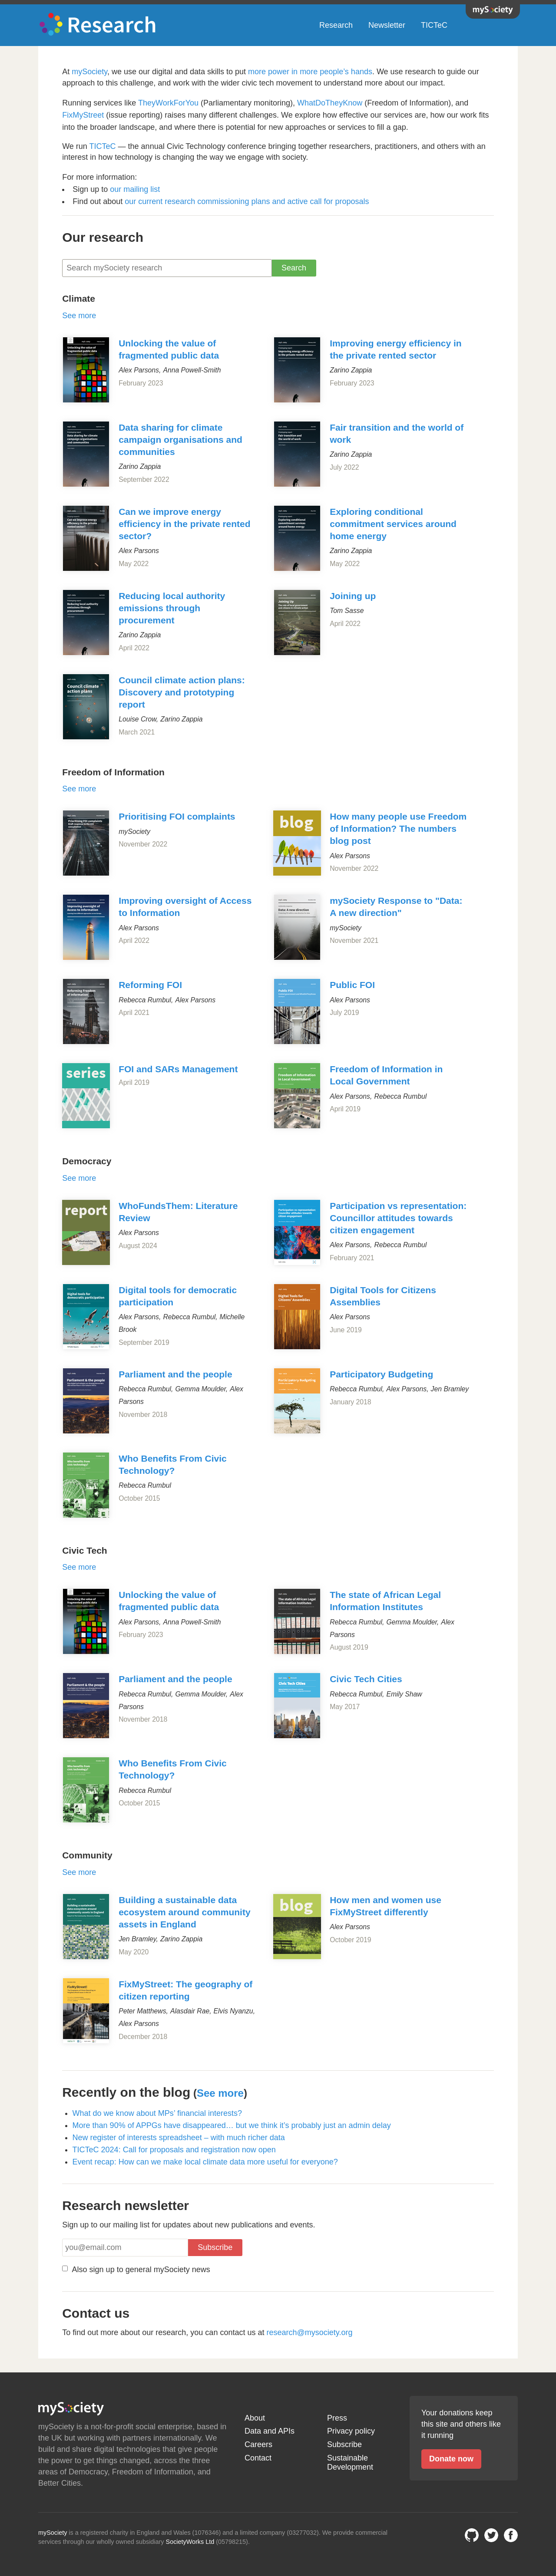 mySociety
Research
Research
Newsletter
TICTeC
At mySociety, we use our digital and data skills to put more power in more people's hands. We use research to guide our
approach to this challenge, and work with the wider civic tech movement to understand more about our impact.
Running services like TheyWorkForYou (Parliamentary monitoring), WhatDoTheyKnow (Freedom of Information), and
FixMyStreet (issue reporting) raises many different challenges. We explore how effective our services are, how our work fits
into the broader landscape, and where there is potential for new approaches or services to fill a gap.
We run TICTeC — the annual Civic Technology conference bringing together researchers, practitioners, and others with an
interest in how technology is changing the way we engage with society.
For more information:
• Sign up to our mailing list
• Find out about our current research commissioning plans and active call for proposals
Our research
Search mySociety research
Search
Climate
See more
Unlocking the value of
fragmented public data
Alex Parsons, Anna Powell-Smith
February 2023
Improving energy efficiency in
the private rented sector
Zarino Zappia
February 2023
Data sharing for climate
campaign organisations and
communities
Zarino Zappia
September 2022
Fair transition and the world of
work
Zarino Zappia
July 2022
Can we improve energy
efficiency in the private rented
sector?
Alex Parsons
May 2022
Exploring conditional
commitment services around
home energy
Zarino Zappia
May 2022
Reducing local authority
emissions through
procurement
Zarino Zappia
April 2022
Joining up
Tom Sasse
April 2022
Council climate
action plans
Council climate action plans:
Discovery and prototyping
report
Louise Crow, Zarino Zappia
March 2021
Freedom of Information
See more
Prioritising FOI complaints
mySociety
November 2022
blog
How many people use Freedom
of Information? The numbers
blog post
Alex Parsons
November 2022
Improving oversight of Access
to Information
Alex Parsons
April 2022
mySociety Response to "Data:
A new direction"
mySociety
November 2021
Reforming FOI
Rebecca Rumbul, Alex Parsons
April 2021
Public FOI
Alex Parsons
July 2019
series
FOI and SARs Management
April 2019
Freedom of Information in
Local Government
Alex Parsons, Rebecca Rumbul
April 2019
Democracy
See more
report
WhoFundsThem: Literature
Review
Alex Parsons
August 2024
Participation vs representation:
Councillor attitudes towards
citizen engagement
Alex Parsons, Rebecca Rumbul
February 2021
Digital tools for democratic
participation
Alex Parsons, Rebecca Rumbul, Michelle
Brook
September 2019
Digital Tools for Citizens
Assemblies
Alex Parsons
June 2019
Parliament & the people
Parliament and the people
Rebecca Rumbul, Gemma Moulder, Alex
Parsons
November 2018
Participatory Budgeting
Rebecca Rumbul, Alex Parsons, Jen Bramley
January 2018
Who Benefits From Civic
Technology?
Rebecca Rumbul
October 2015
Civic Tech
See more
Unlocking the value of
fragmented public data
Alex Parsons, Anna Powell-Smith
February 2023
The state of African Legal
Information Institutes
Rebecca Rumbul, Gemma Moulder, Alex
Parsons
August 2019
Parliament & the people
Parliament and the people
Rebecca Rumbul, Gemma Moulder, Alex
Parsons
November 2018
Civic Tech Cities
Civic Tech Cities
Rebecca Rumbul, Emily Shaw
May 2017
Who Benefits From Civic
Technology?
Rebecca Rumbul
October 2015
Community
See more
Building a sustainable data
ecosystem around community
assets in England
Jen Bramley, Zarino Zappia
May 2020
blog
How men and women use
FixMyStreet differently
Alex Parsons
October 2019
FixMyStreet: The geography of
citizen reporting
Peter Matthews, Alasdair Rae, Elvis Nyanzu,
Alex Parsons
December 2018
Recently on the blog (See more)
• What do we know about MPs' financial interests?
• More than 90% of APPGs have disappeared… but we think it's probably just an admin delay
• New register of interests spreadsheet – with much richer data
• TICTeC 2024: Call for proposals and registration now open
• Event recap: How can we make local climate data more useful for everyone?
Research newsletter
Sign up to our mailing list for updates about new publications and events.
you@email.com
Subscribe
Also sign up to general mySociety news
Contact us
To find out more about our research, you can contact us at research@mysociety.org
mySociety
mySociety is a not-for-profit social enterprise, based in
the UK but working with partners internationally. We
build and share digital technologies that give people
the power to get things changed, across the three
areas of Democracy, Freedom of Information, and
Better Cities.
About
Data and APIs
Careers
Contact
Press
Privacy policy
Subscribe
Sustainable
Development
Your donations keep
this site and others like
it running
Donate now
mySociety is a registered charity in England and Wales (1076346) and a limited company (03277032). We provide commercial
services through our wholly owned subsidiary SocietyWorks Ltd (05798215).